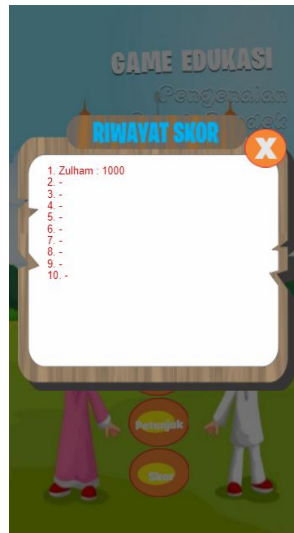 GAME EDUKASI
Pengenalan
RIWAYAT SKOR
X
1. Zulham : 1000
2. -
3. -
4. -
5. -
6. -
7. -
8. -
9. -
10. -
Petunjuk
Skor